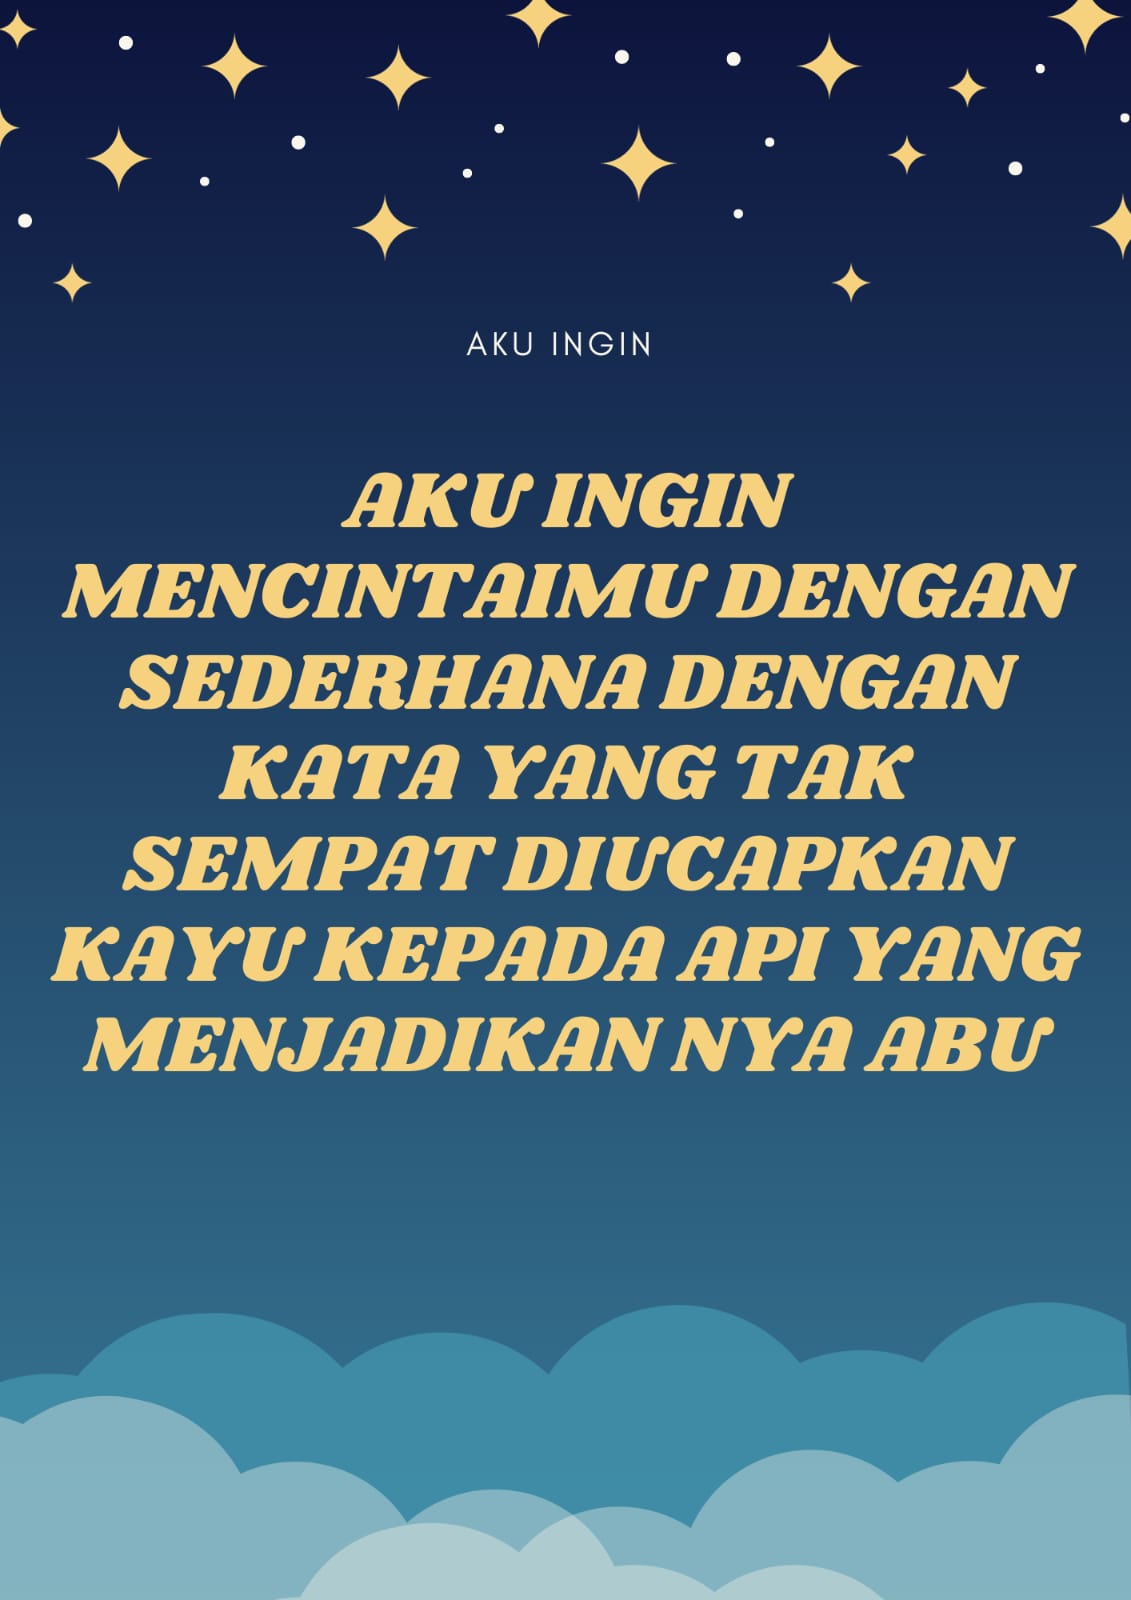 AKU INGIN
AKU INGIN
MENCINTAIMU DENGAN
SEDERHANA DENGAN
KATA YANG TAK
SEMPAT DIUCAPKAN
KAYU KEPADA API YANG
MENJADIKAN NYA ABU